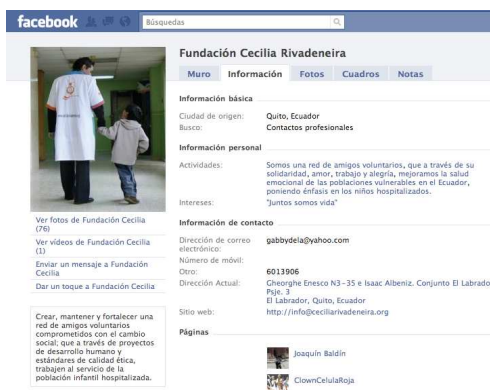 facebook
Búsquedas
Fundación Cecilia Rivadeneira
Muro Información Fotos Cuadros Notas
Información básica
Ciudad de origen: Quito, Ecuador
Busco: Contactos profesionales
Información personal
Actividades: Somos una red de amigos voluntarios, que a través de su
solidaridad, amor, trabajo y alegría, mejoramos la salud
emocional de las poblaciones vulnerables en el Ecuador,
poniendo énfasis en los niños hospitalizados.
Intereses: "Juntos somos vida"
Información de contacto
Dirección de correo electrónico: gabbydela@yahoo.com
Número de móvil:
Otro: 6013906
Dirección Actual: Gheorghe Enesco N3-35 e Isaac Albeniz. Conjunto El Labrado
Psje. 3
El Labrador, Quito, Ecuador
Sitio web: http://info@ceciliarivadeneira.org
Páginas
Joaquín Baldín
ClownCelulaRoja
Ver fotos de Fundación Cecilia
(76)
Ver vídeos de Fundación Cecilia
(1)
Enviar un mensaje a Fundación
Cecilia
Dar un toque a Fundación Cecilia
Crear, mantener y fortalecer una
red de amigos voluntarios
comprometidos con el cambio
social; que a través de proyectos
de desarrollo humano y
estándares de calidad ética,
trabajen al servicio de la
población infantil hospitalizada.